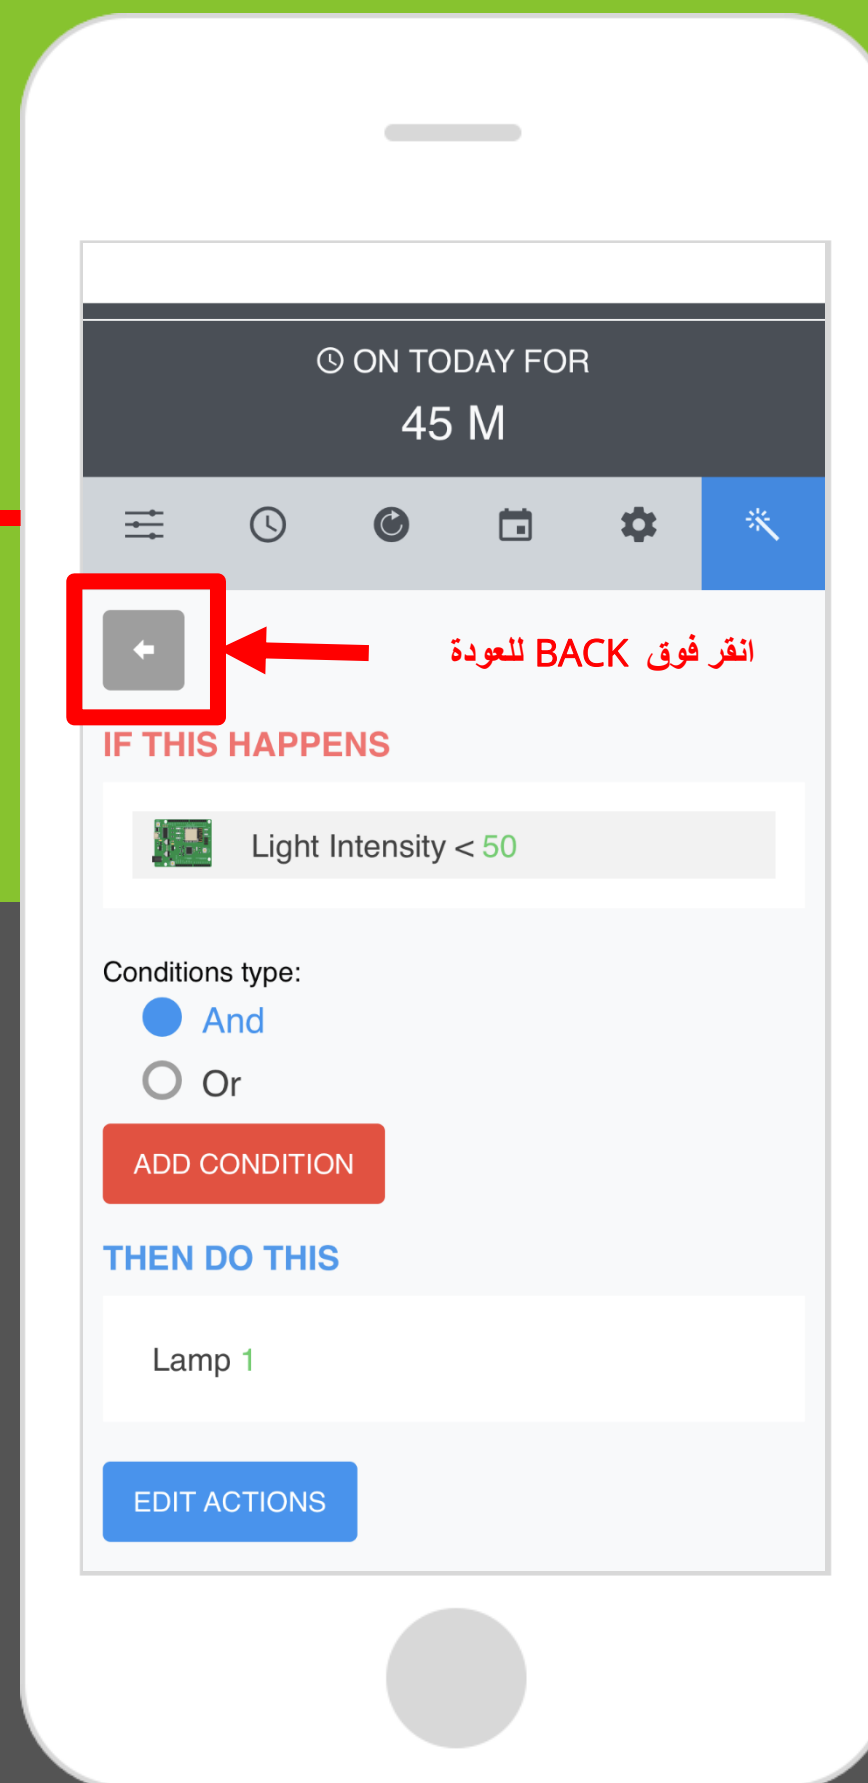 ON TODAY FOR
45 M
انقر فوق BACK للعودة
IF THIS HAPPENS
Light Intensity < 50
Conditions type:
And
Or
ADD CONDITION
THEN DO THIS
Lamp 1
EDIT ACTIONS